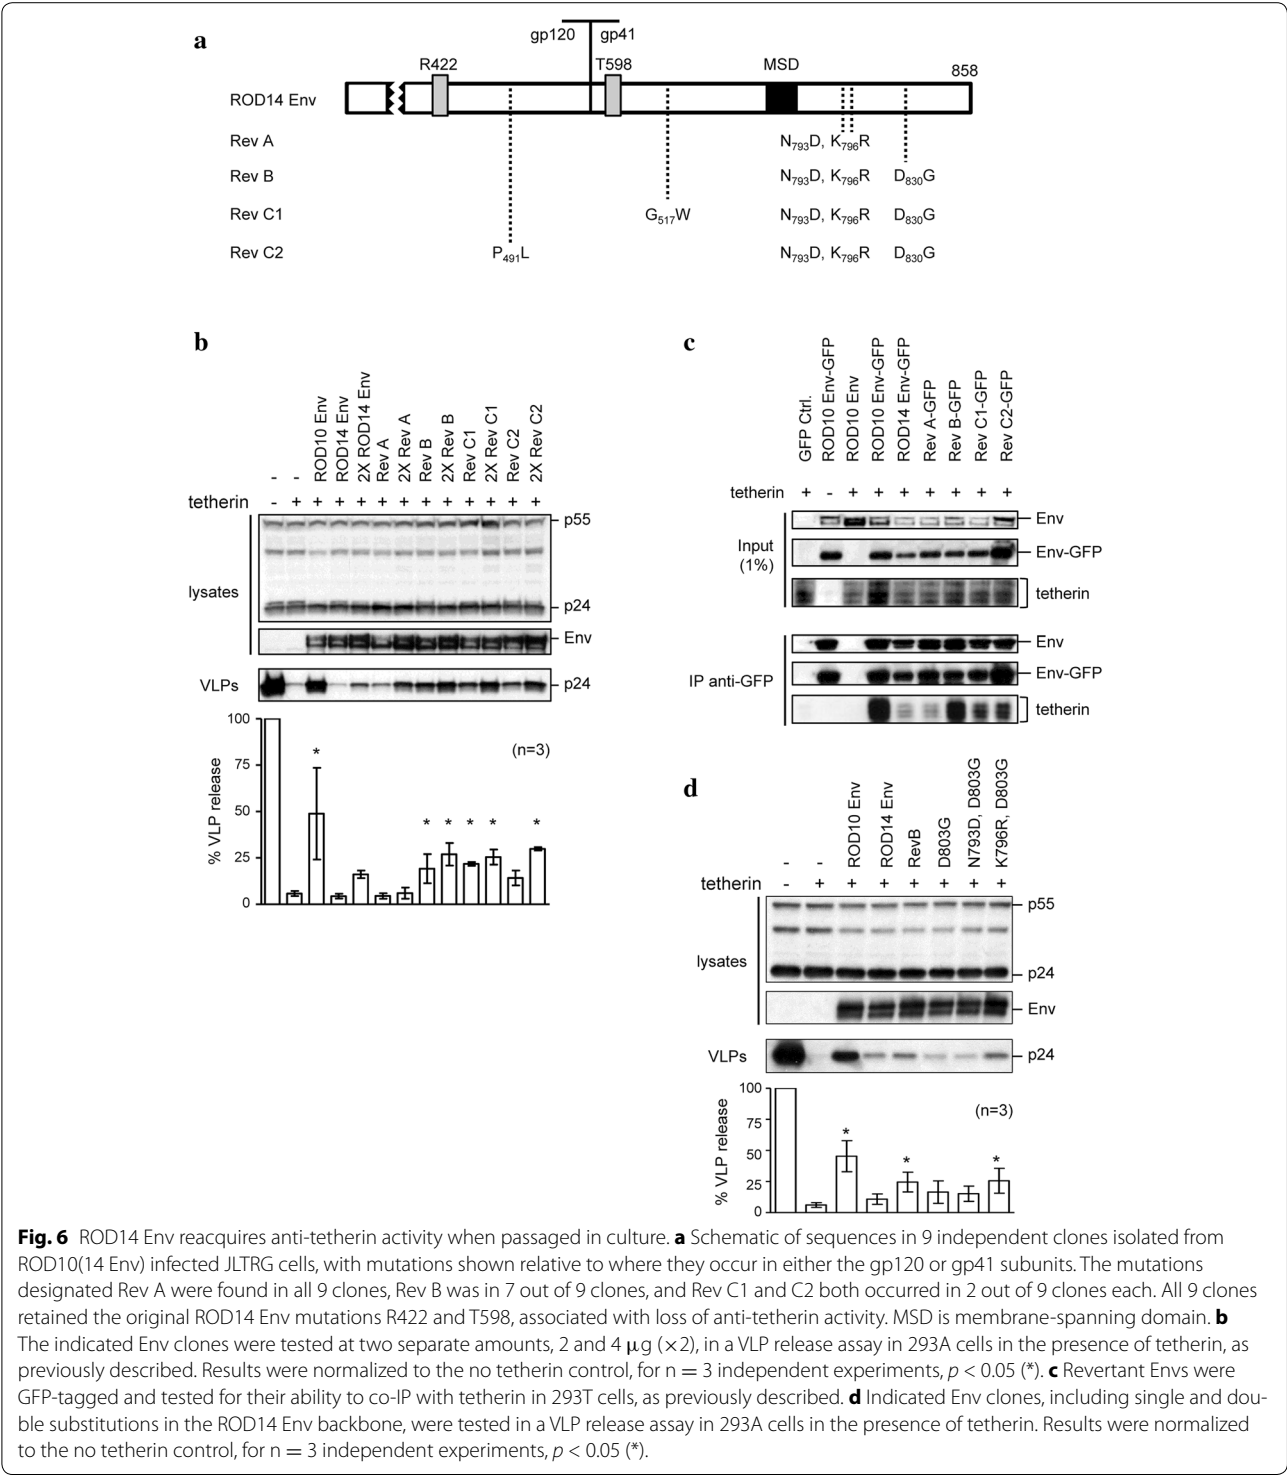 a
gp120 gp41
R422 T598 MSD 858
ROD14 Env
Rev A N793D, K796R
Rev B N793D, K796R D830G
Rev C1 G517W N793D, K796R D830G
Rev C2 P491L N793D, K796R D830G
b
- - ROD10 Env ROD14 Env 2X ROD14 Env Rev A 2X Rev A Rev B 2X Rev B Rev C1 2X Rev C1 Rev C2 2X Rev C2
tetherin - + + + + + + + + + + + +
p55
lysates
p24
Env
VLPs p24
100
75
50
25
0
% VLP release
(n=3)
* * * * * *
c
GFP Ctrl. ROD10 Env-GFP ROD10 Env ROD10 Env-GFP ROD14 Env-GFP Rev A-GFP Rev B-GFP Rev C1-GFP Rev C2-GFP
tetherin + - + + + + + + +
Env
Input
(1%)
Env-GFP
tetherin
Env
IP anti-GFP Env-GFP
tetherin
d
- - ROD10 Env ROD14 Env RevB D803G N793D, D803G K796R, D803G
tetherin - + + + + + + +
p55
lysates
p24
Env
VLPs p24
100
75
50
25
0
% VLP release
(n=3)
* * *
Fig. 6 ROD14 Env reacquires anti-tetherin activity when passaged in culture. a Schematic of sequences in 9 independent clones isolated from
ROD10(14 Env) infected JLTRG cells, with mutations shown relative to where they occur in either the gp120 or gp41 subunits. The mutations
designated Rev A were found in all 9 clones, Rev B was in 7 out of 9 clones, and Rev C1 and C2 both occurred in 2 out of 9 clones each. All 9 clones
retained the original ROD14 Env mutations R422 and T598, associated with loss of anti-tetherin activity. MSD is membrane-spanning domain. b
The indicated Env clones were tested at two separate amounts, 2 and 4 μg (×2), in a VLP release assay in 293A cells in the presence of tetherin, as
previously described. Results were normalized to the no tetherin control, for n = 3 independent experiments, p < 0.05 (*). c Revertant Envs were
GFP-tagged and tested for their ability to co-IP with tetherin in 293T cells, as previously described. d Indicated Env clones, including single and dou-
ble substitutions in the ROD14 Env backbone, were tested in a VLP release assay in 293A cells in the presence of tetherin. Results were normalized
to the no tetherin control, for n = 3 independent experiments, p < 0.05 (*).